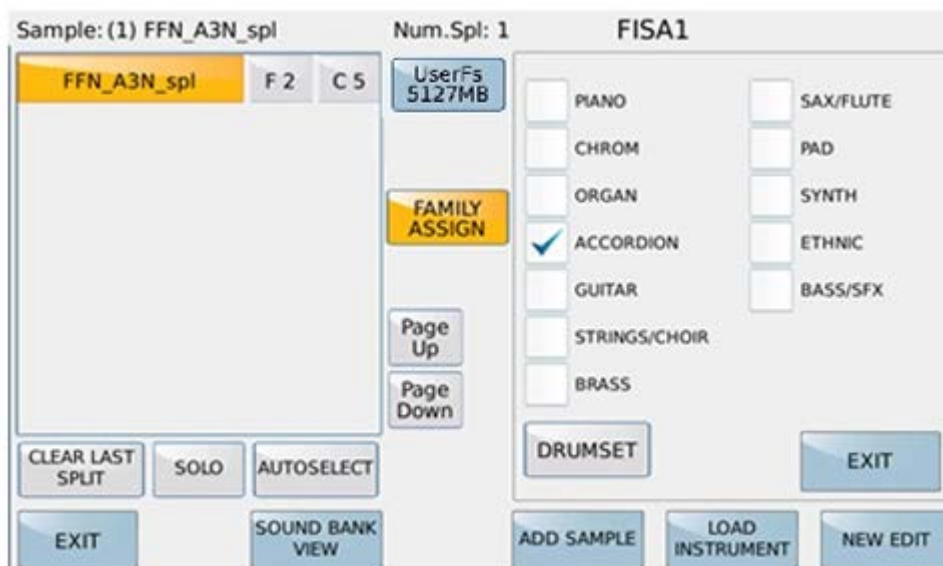 Sample: (1) FFN_A3N_spl
Num.Spl: 1
FISA1
FFN_A3N_spl
F 2
C 5
UserFs
5127MB
FAMILY
ASSIGN
Page
Up
Page
Down
PIANO
CHROM
ORGAN
ACCORDION
GUITAR
STRINGS/CHOIR
BRASS
SAX/FLUTE
PAD
SYNTH
ETHNIC
BASS/SFX
DRUMSET
EXIT
CLEAR LAST
SPLIT
SOLO
AUTOSELECT
EXIT
SOUND BANK
VIEW
ADD SAMPLE
LOAD
INSTRUMENT
NEW EDIT